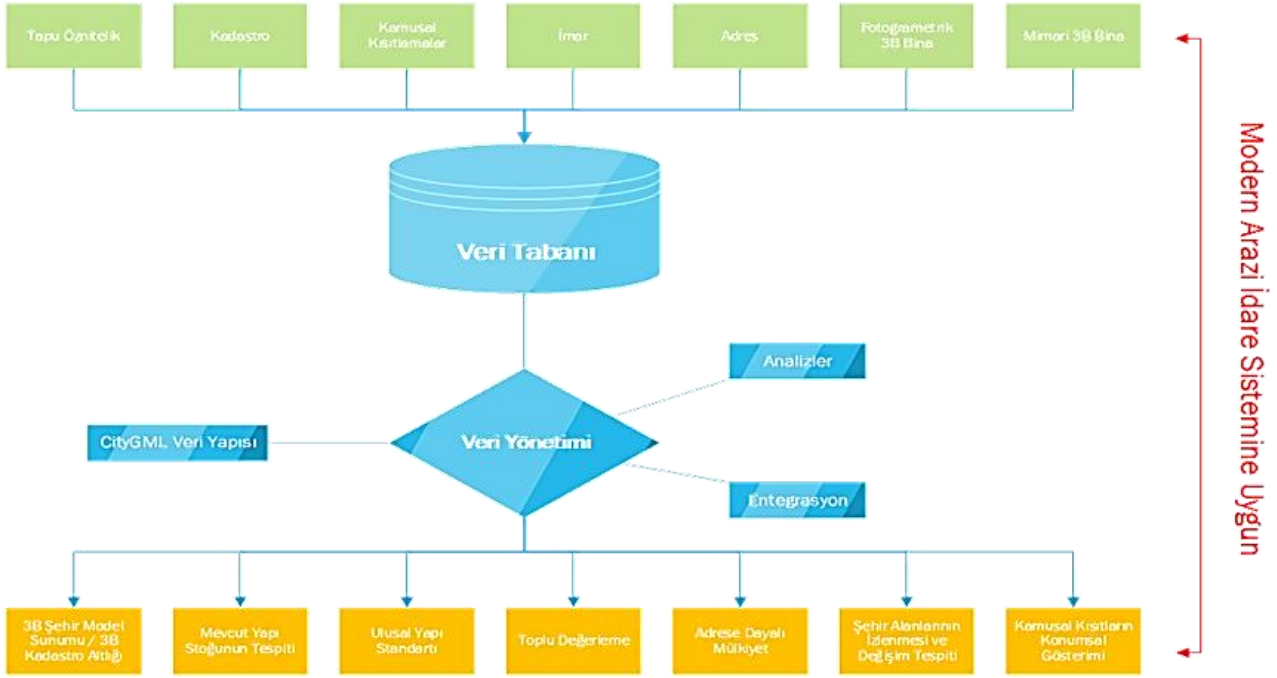 Tapu Öznitelik
Kadastro
Kamusal
Kısıtlamalar
İmar
Adres
Fotogrametrik
3B Bina
Mimari 3B Bina
Veri Tabanı
Analizler
CityGML Veri Yapısı
Veri Yönetimi
Entegrasyon
3B Şehir Model
Sunumu / 3B
Kadastro Altlığı
Mevcut Yapı
Stoğunun Tespiti
Ulusal Yapı
Standartı
Toplu Değerleme
Adrese Dayalı
Mülkiyet
Şehir Alanlarının
İzlenmesi ve
Değişim Tespiti
Kamusal Kısıtların
Konumsal
Gösterimi
Modern Arazi İdare Sistemine Uygun